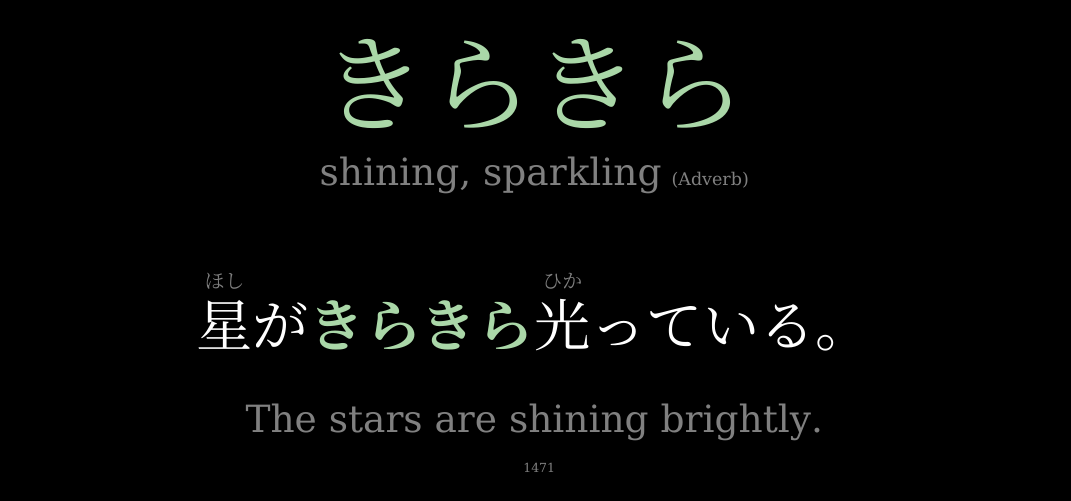 きらきら
shining, sparkling (Adverb)
ほし ひか
星がきらきら光っている。
The stars are shining brightly.
1471